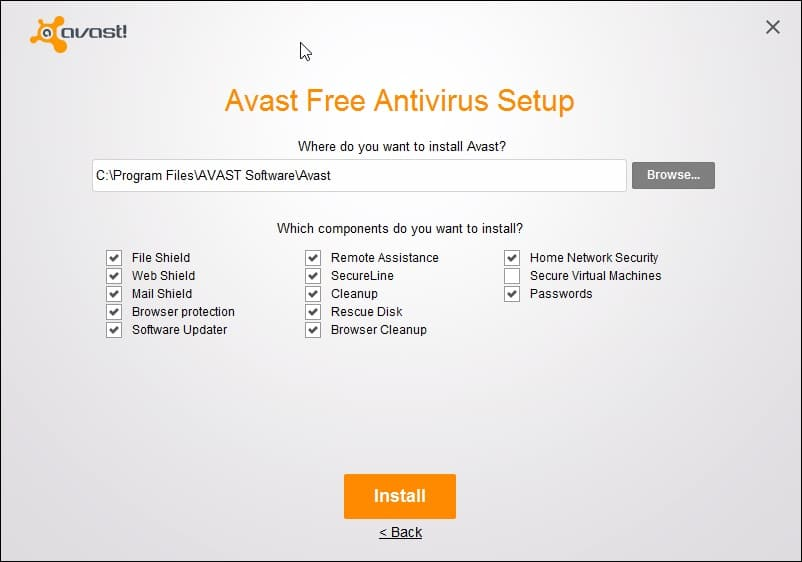 avast!
Avast Free Antivirus Setup
Where do you want to install Avast?
C:\Program Files\AVAST Software\Avast
Browse...
Which components do you want to install?
File Shield
Web Shield
Mail Shield
Browser protection
Software Updater
Remote Assistance
SecureLine
Cleanup
Rescue Disk
Browser Cleanup
Home Network Security
Secure Virtual Machines
Passwords
Install
< Back